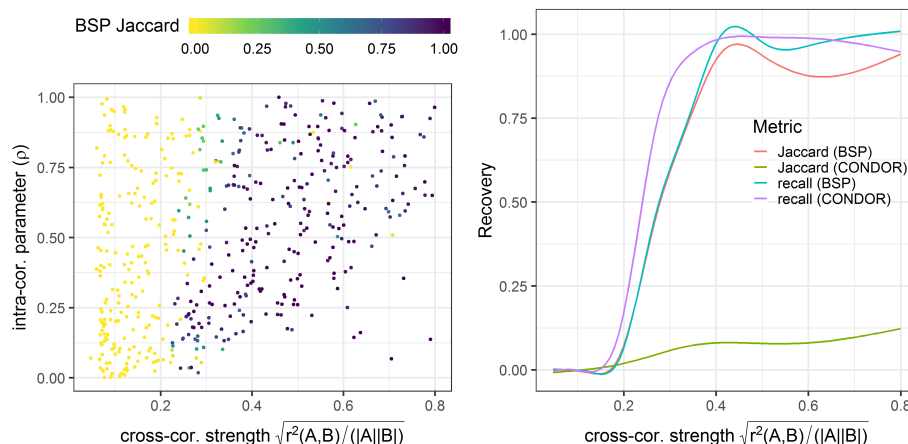 BSP Jaccard
0.00 0.25 0.50 0.75 1.00
intra-cor. parameter (ρ)
1.00
0.75
0.50
0.25
0.00
0.2 0.4 0.6 0.8
cross-cor. strength √r²(A,B)/(|A||B|)
Recovery
1.00
0.75
0.50
0.25
0.00
Metric
Jaccard (BSP)
Jaccard (CONDOR)
recall (BSP)
recall (CONDOR)
0.2 0.4 0.6 0.8
cross-cor. strength √r²(A,B)/(|A||B|)